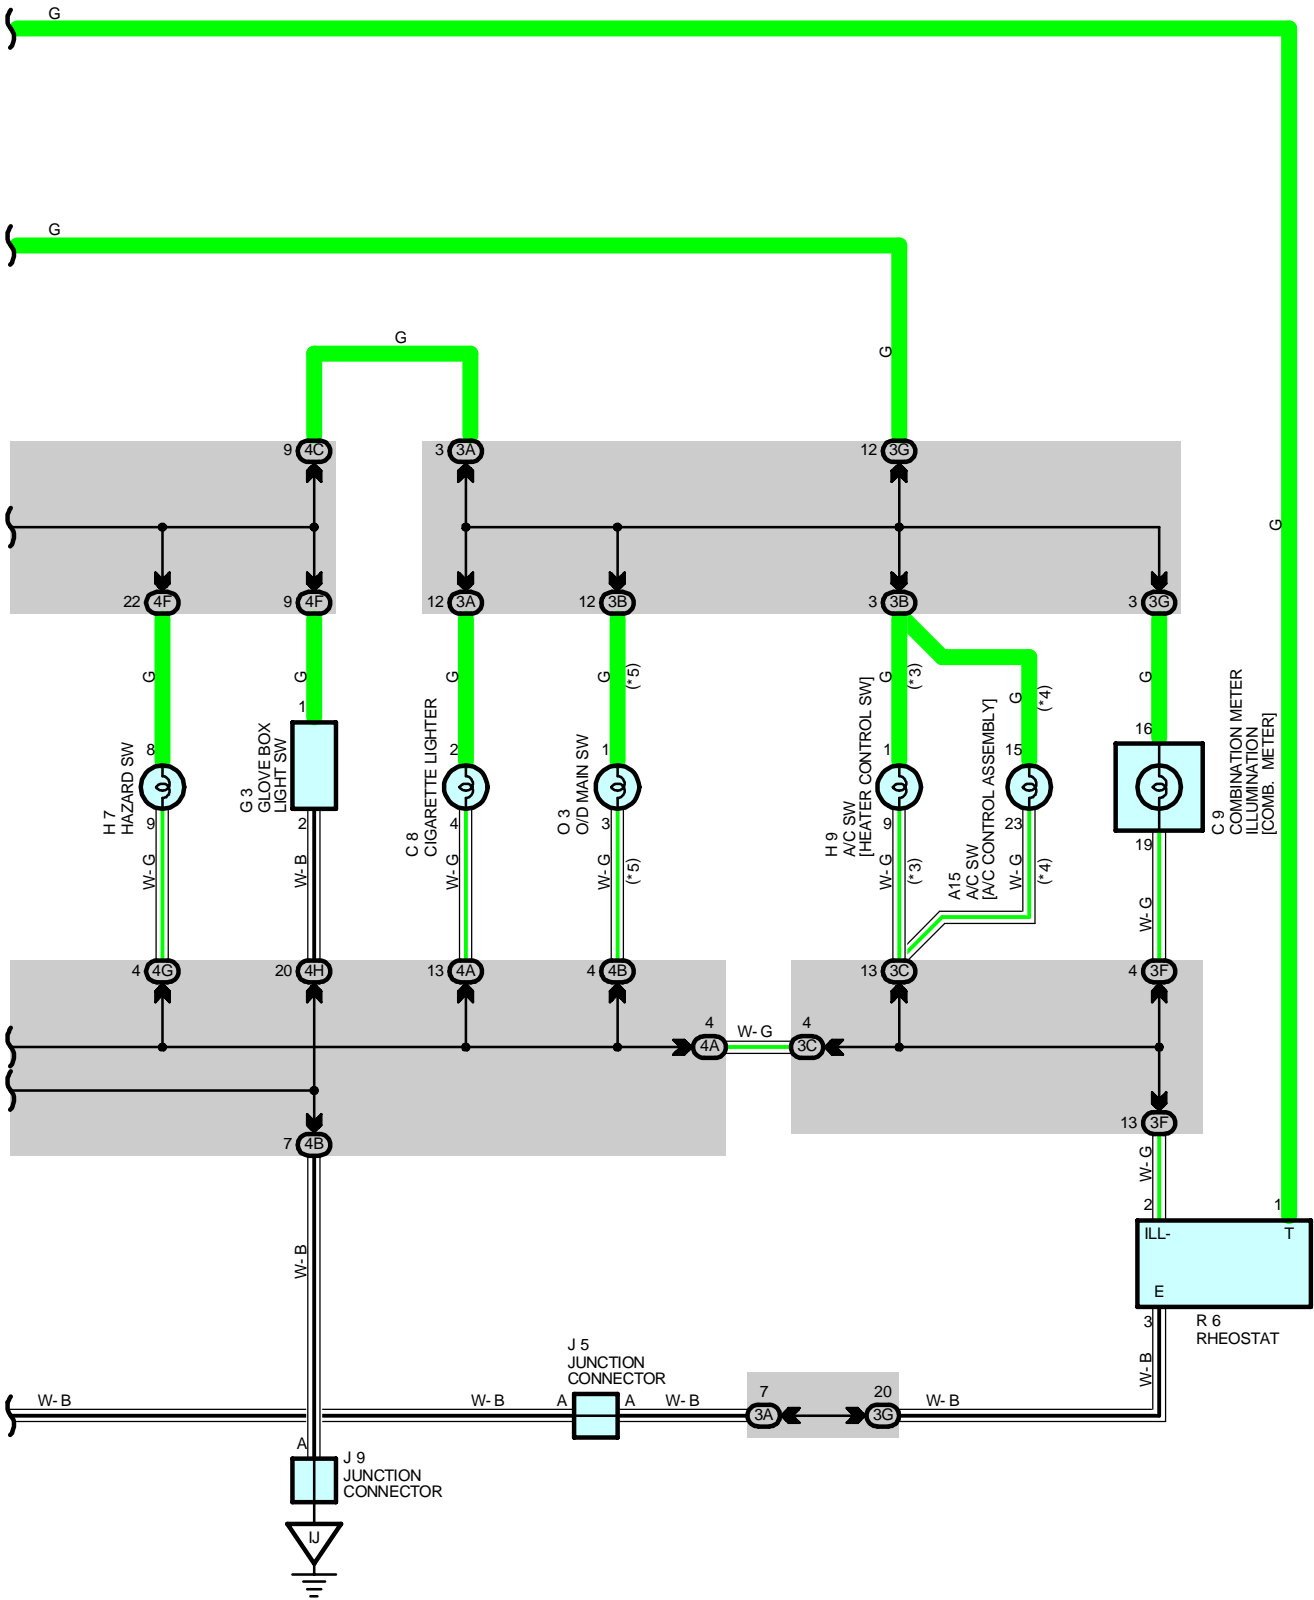 G
G
G
G
G
9 4C
3 3A
12 3G
22 4F
9 4F
12 3A
12 3B
3 3B
3 3G
G
G
G
G
(*5)
G
(*3)
G
(*4)
G
8
H 7
HAZARD SW
9
W-G
1
G 3
GLOVE BOX
LIGHT SW
2
W-B
2
C 8
CIGARETTE LIGHTER
4
W-G
1
O 3
O/D MAIN SW
3
W-G
(*5)
1
H 9
A/C SW
[HEATER CONTROL SW]
9
W-G
(*3)
15
A15
A/C SW
[A/C CONTROL ASSEMBLY]
23
W-G
(*4)
16
C 9
COMBINATION METER
ILLUMINATION
[COMB. METER]
19
W-G
4 4G
20 4H
13 4A
4 4B
13 3C
4 3F
4
4A
W-G
4
3C
7 4B
13 3F
W-G
2
1
ILL-
T
E
3
R 6
RHEOSTAT
W-B
W-B
J 5
JUNCTION
CONNECTOR
W-B
W-B
A
A
W-B
7
3A
20
3G
W-B
A
J 9
JUNCTION
CONNECTOR
IJ